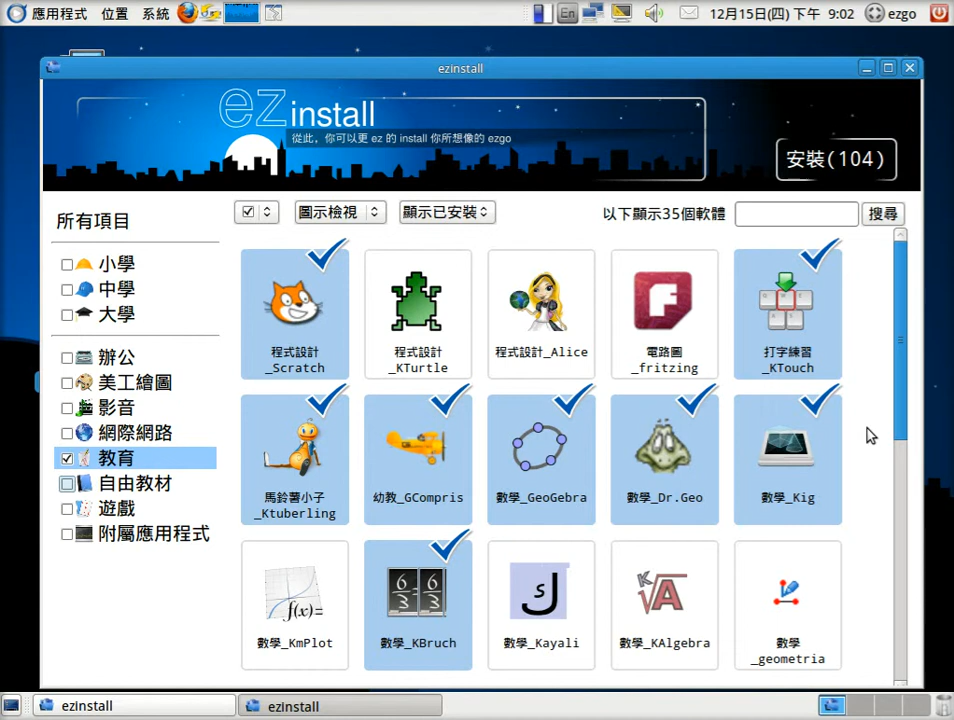 應用程式 位置 系統 En 12月15日(四) 下午 9:02 ezgo
ezinstall
ez install
從此，你可以更 ez 的 install 你所想像的 ezgo
安裝(104)
所有項目
圖示檢視 顯示已安裝 以下顯示35個軟體 搜尋
小學
中學
大學
辦公
美工繪圖
影音
網際網路
教育
自由教材
遊戲
附屬應用程式
程式設計
_Scratch
程式設計
_KTurtle
程式設計_Alice
電路圖
_fritzing
打字練習
_KTouch
馬鈴薯小子
_Ktuberling
幼教_GCompris
數學_GeoGebra
數學_Dr.Geo
數學_Kig
f(x)=
數學_KmPlot
6 6
3 3
數學_KBruch
數學_Kayali
K√A
數學_KAlgebra
數學
_geometria
ezinstall
ezinstall